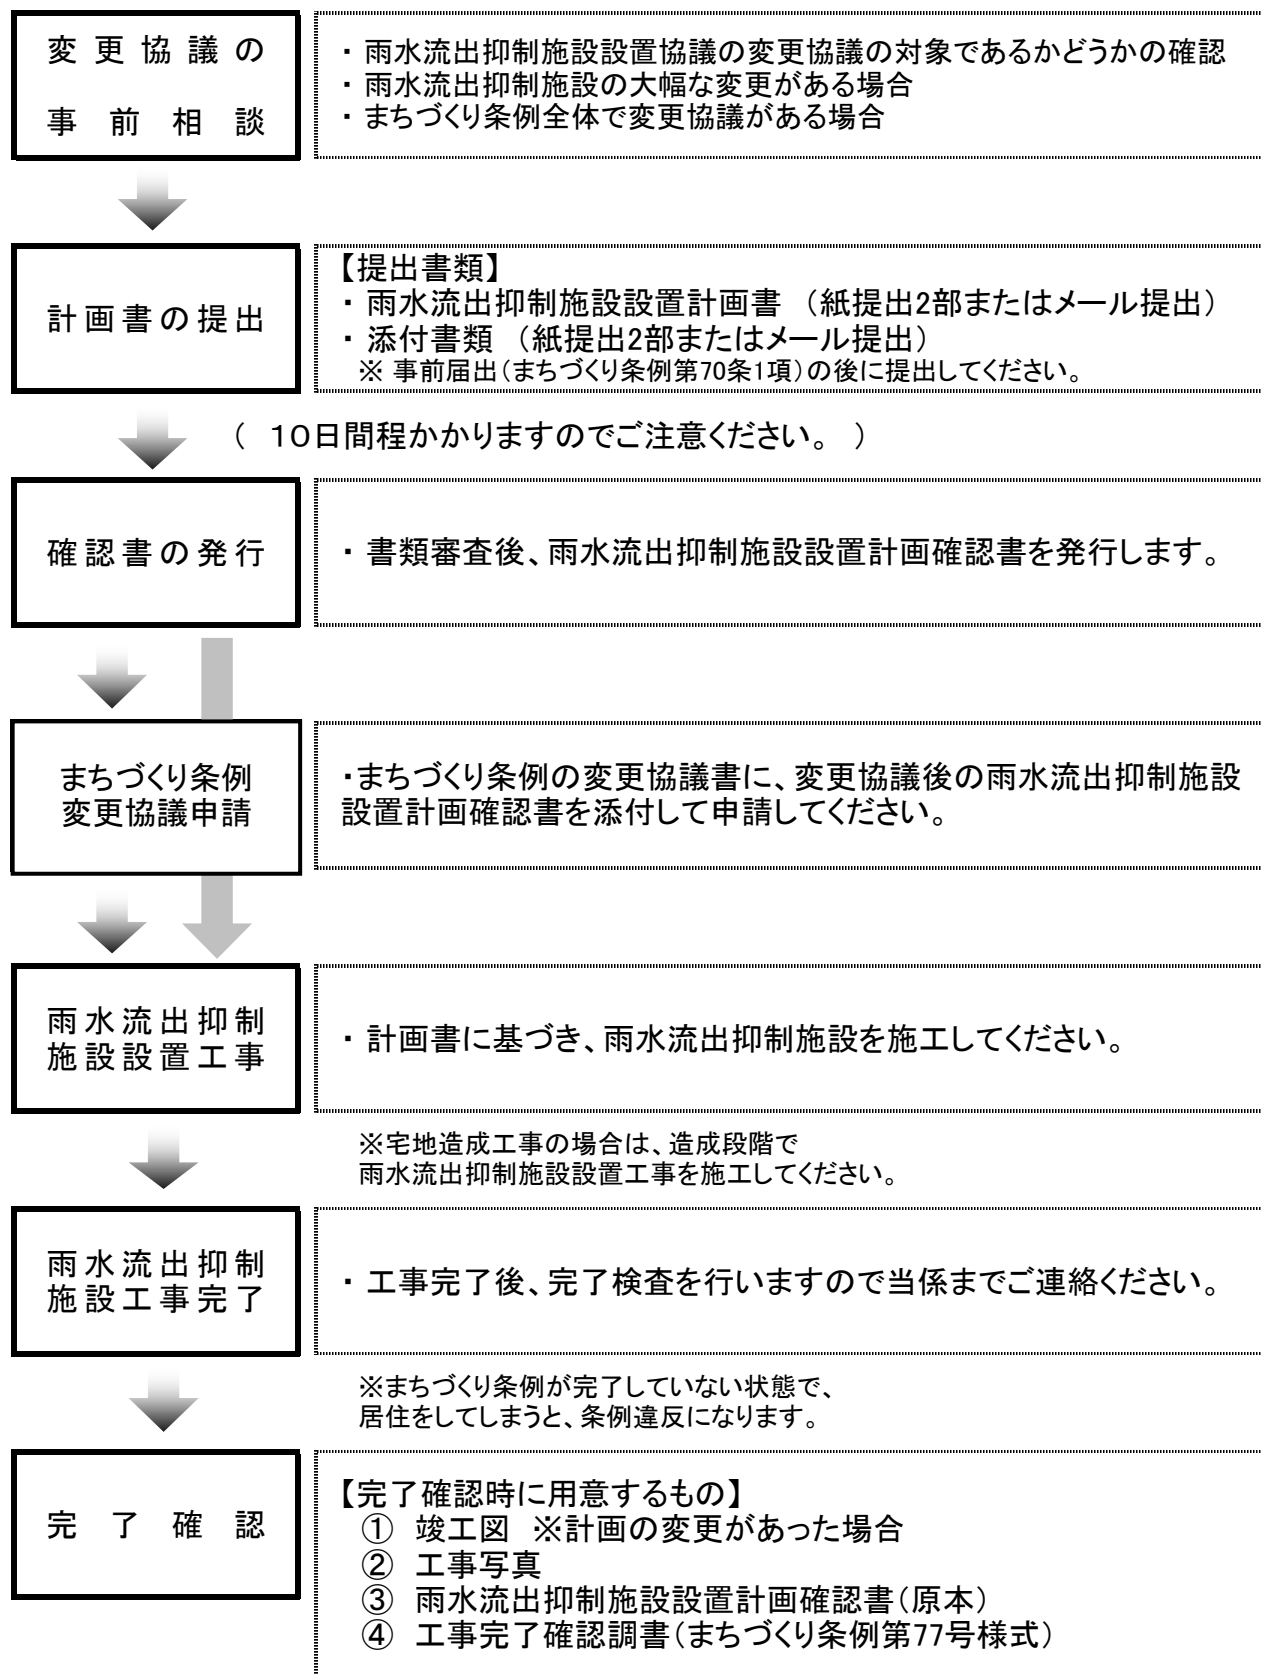 変更協議の
事前相談
・ 雨水流出抑制施設設置協議の変更協議の対象であるかどうかの確認
・ 雨水流出抑制施設の大幅な変更がある場合
・ まちづくり条例全体で変更協議がある場合
計画書の提出
【提出書類】
・ 雨水流出抑制施設設置計画書 （紙提出2部またはメール提出）
・ 添付書類 （紙提出2部またはメール提出）
※ 事前届出（まちづくり条例第70条1項）の後に提出してください。
（　１０日間程かかりますのでご注意ください。　）
確認書の発行
・ 書類審査後、雨水流出抑制施設設置計画確認書を発行します。
まちづくり条例
変更協議申請
・まちづくり条例の変更協議書に、変更協議後の雨水流出抑制施設
設置計画確認書を添付して申請してください。
雨水流出抑制
施設設置工事
・ 計画書に基づき、雨水流出抑制施設を施工してください。
※宅地造成工事の場合は、造成段階で
雨水流出抑制施設設置工事を施工してください。
雨水流出抑制
施設工事完了
・ 工事完了後、完了検査を行いますので当係までご連絡ください。
※まちづくり条例が完了していない状態で、
居住をしてしまうと、条例違反になります。
完了確認
【完了確認時に用意するもの】
① 竣工図 ※計画の変更があった場合
② 工事写真
③ 雨水流出抑制施設設置計画確認書（原本）
④ 工事完了確認調書（まちづくり条例第77号様式）